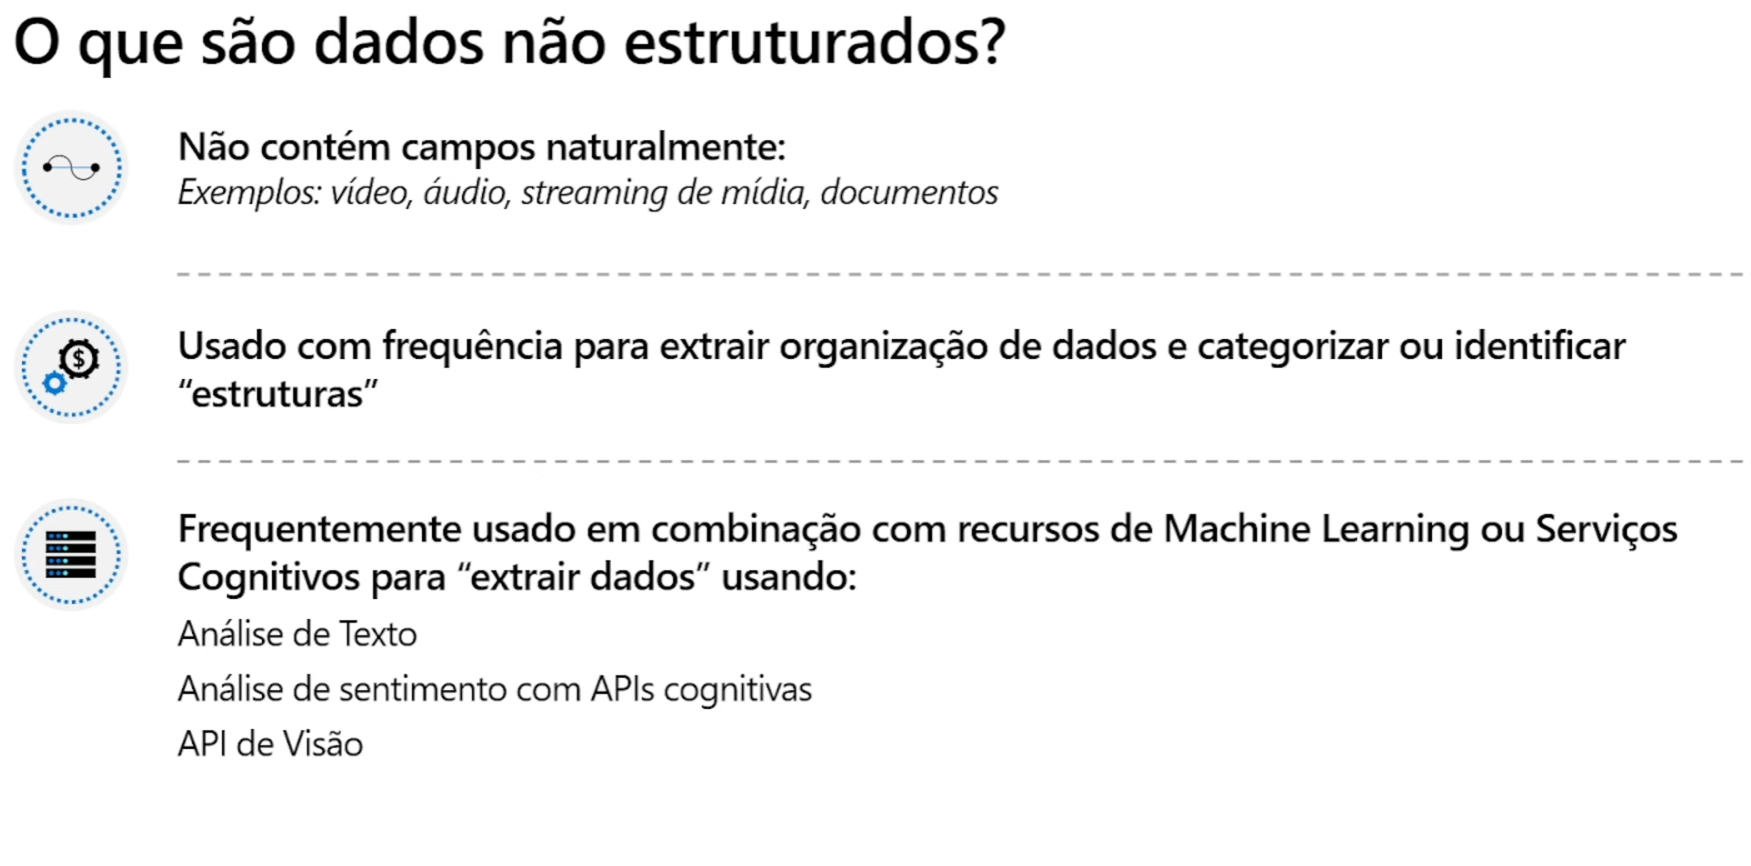 O que são dados não estruturados?
Não contém campos naturalmente:
Exemplos: vídeo, áudio, streaming de mídia, documentos
$
Usado com frequência para extrair organização de dados e categorizar ou identificar
“estruturas”
Frequentemente usado em combinação com recursos de Machine Learning ou Serviços
Cognitivos para “extrair dados” usando:
Análise de Texto
Análise de sentimento com APIs cognitivas
API de Visão